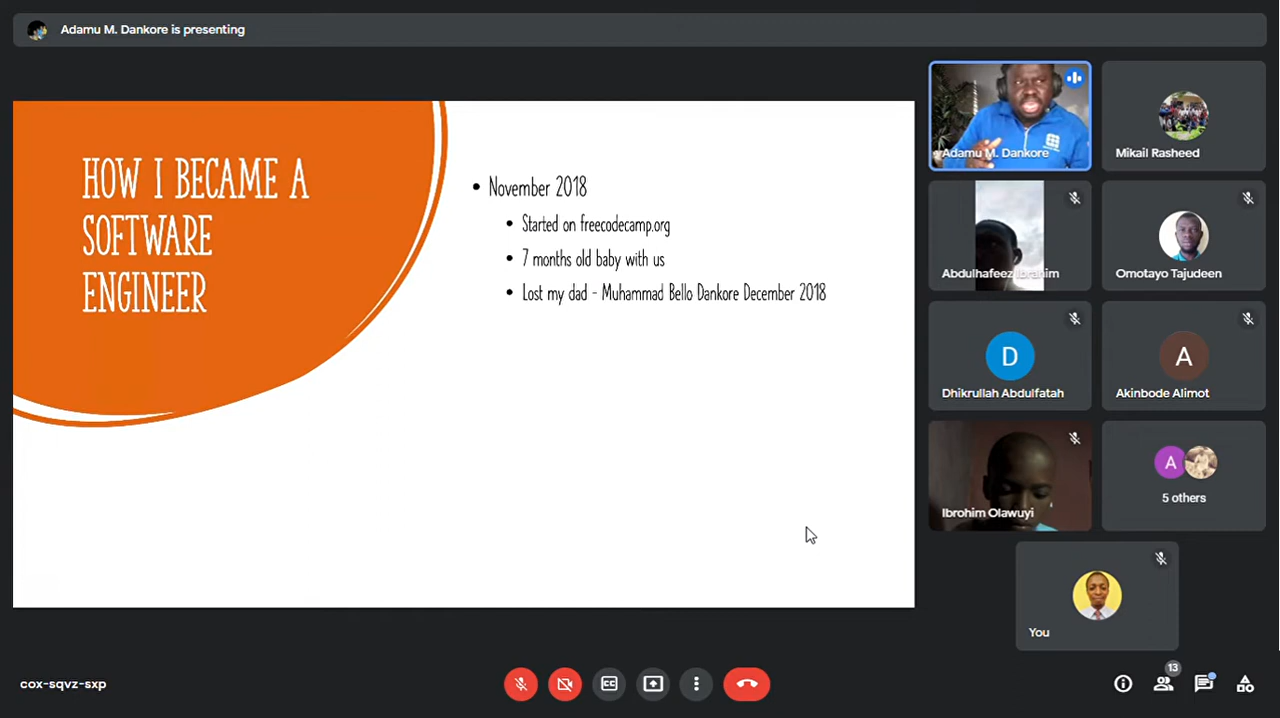 Adamu M. Dankore is presenting
HOW I BECAME A
SOFTWARE
ENGINEER
• November 2018
• Started on freecodecamp.org
• 7 months old baby with us
• Lost my dad - Muhammad Bello Dankore December 2018
Adamu M. Dankore
Mikail Rasheed
Abdulhafeez Ibrahim
Omotayo Tajudeen
D
Dhikrullah Abdulfatah
A
Akinbode Alimot
Ibrohim Olawuyi
A
5 others
You
cox-sqvz-sxp
CC
13